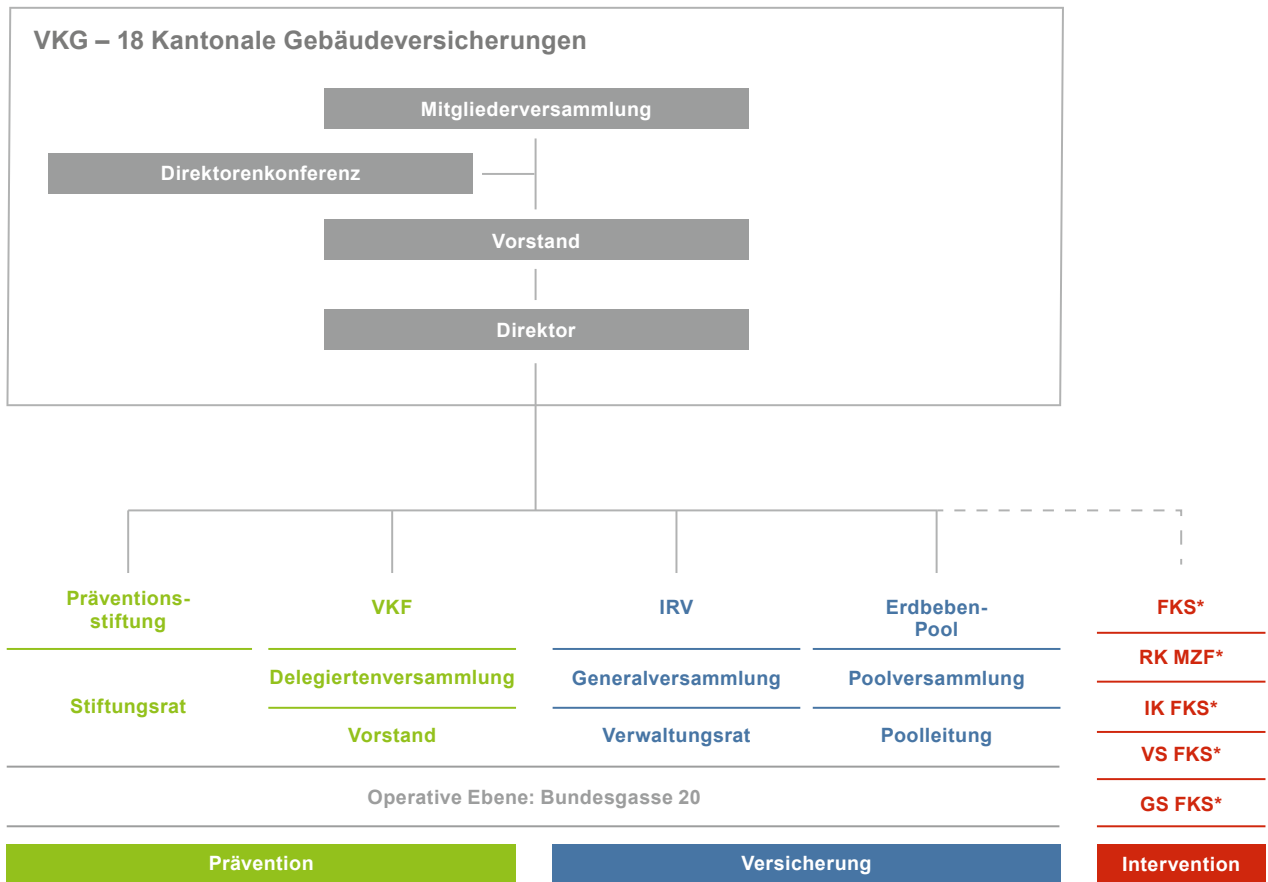 VKG – 18 Kantonale Gebäudeversicherungen
Mitgliederversammlung
Direktorenkonferenz
Vorstand
Direktor
Präventions-
stiftung
Stiftungsrat
VKF
Delegiertenversammlung
Vorstand
IRV
Generalversammlung
Verwaltungsrat
Erdbeben-
Pool
Poolversammlung
Poolleitung
FKS*
RK MZF*
IK FKS*
VS FKS*
GS FKS*
Operative Ebene: Bundesgasse 20
Prävention
Versicherung
Intervention